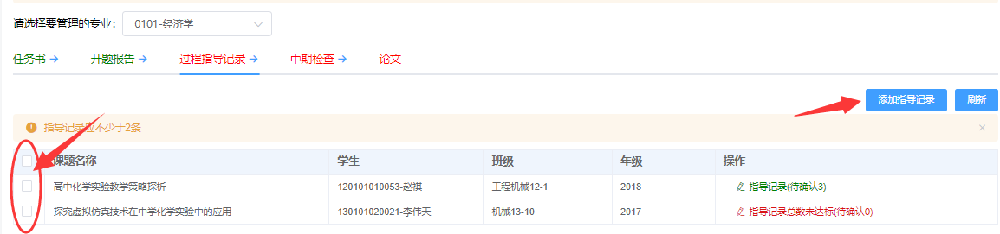 请选择要管理的专业： 0101-经济学
任务书 开题报告 过程指导记录 中期检查 论文
添加指导记录 刷新
指导记录应不少于2条
课题名称 学生 班级 年级 操作
高中化学实验教学策略探析 120101010053-赵祺 工程机械12-1 2018 指导记录(待确认3)
探究虚拟仿真技术在中学化学实验中的应用 130101020021-李伟天 机械13-10 2017 指导记录总数未达标(待确认0)